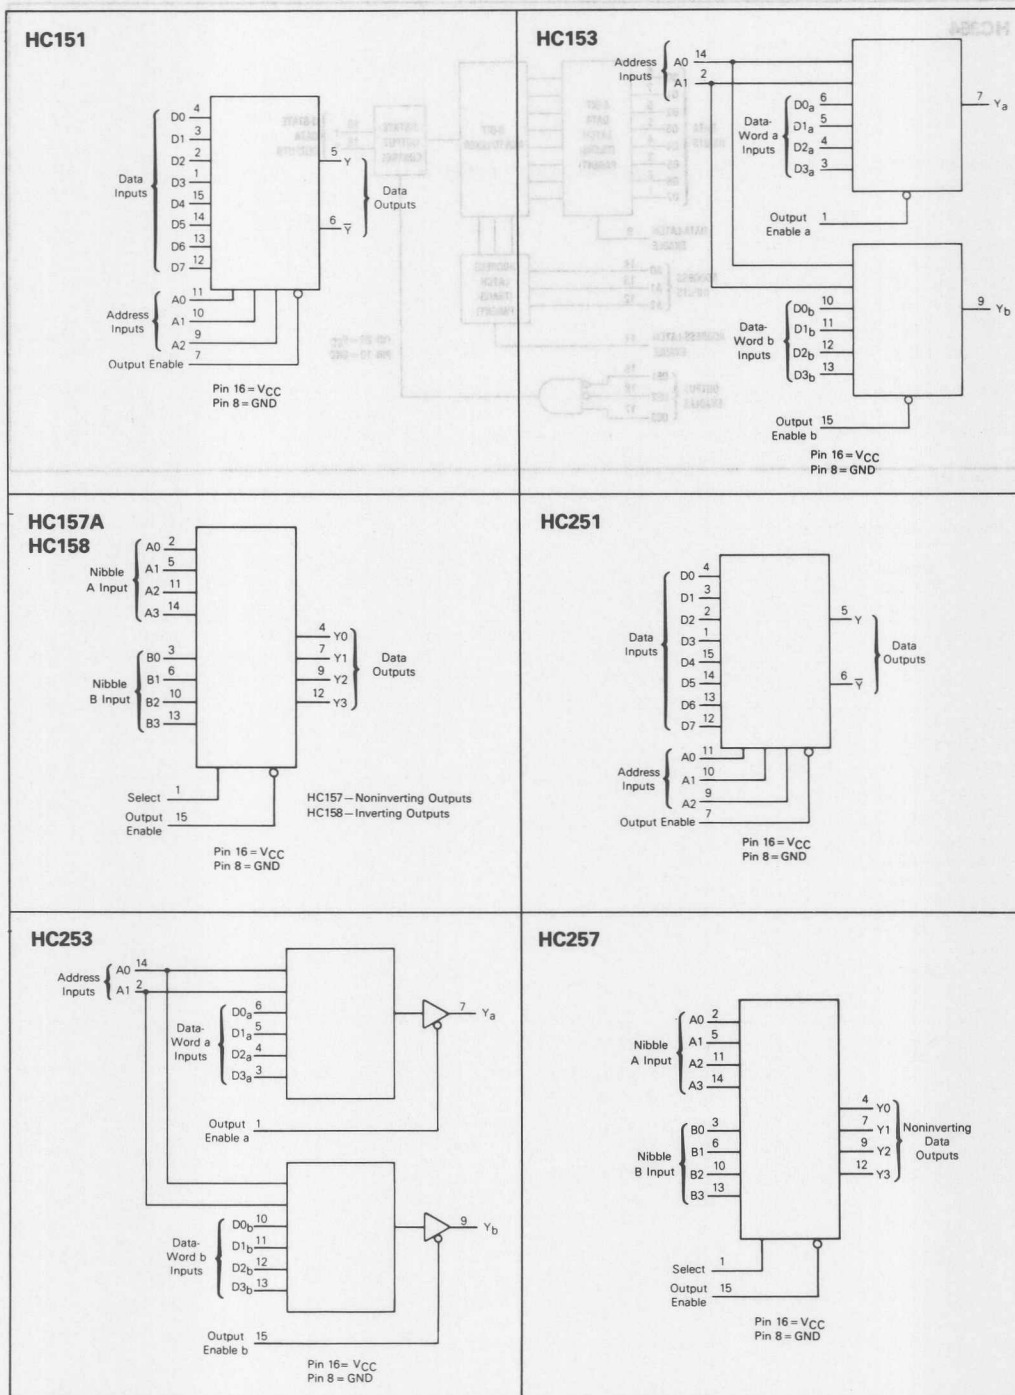 HC151
Data Inputs
D0 4
D1 3
D2 2
D3 1
D4 15
D5 14
D6 13
D7 12
5 Y
6 Y̅
Data Outputs
Address Inputs
A0 11
A1 10
A2 9
Output Enable 7
Pin 16 = VCC
Pin 8 = GND
HC153
Address Inputs
A0 14
A1 2
Data-Word a Inputs
D0a 6
D1a 5
D2a 4
D3a 3
7 Ya
Output Enable a 1
Data-Word b Inputs
D0b 10
D1b 11
D2b 12
D3b 13
9 Yb
Output Enable b 15
Pin 16 = VCC
Pin 8 = GND
HC157A
HC158
Nibble A Input
A0 2
A1 5
A2 11
A3 14
Nibble B Input
B0 3
B1 6
B2 10
B3 13
4 Y0
7 Y1
9 Y2
12 Y3
Data Outputs
Select 1
Output Enable 15
HC157—Noninverting Outputs
HC158—Inverting Outputs
Pin 16 = VCC
Pin 8 = GND
HC251
Data Inputs
D0 4
D1 3
D2 2
D3 1
D4 15
D5 14
D6 13
D7 12
5 Y
6 Y̅
Data Outputs
Address Inputs
A0 11
A1 10
A2 9
Output Enable 7
Pin 16 = VCC
Pin 8 = GND
HC253
Address Inputs
A0 14
A1 2
Data-Word a Inputs
D0a 6
D1a 5
D2a 4
D3a 3
7 Ya
Output Enable a 1
Data-Word b Inputs
D0b 10
D1b 11
D2b 12
D3b 13
9 Yb
Output Enable b 15
Pin 16 = VCC
Pin 8 = GND
HC257
Nibble A Input
A0 2
A1 5
A2 11
A3 14
Nibble B Input
B0 3
B1 6
B2 10
B3 13
4 Y0
7 Y1
9 Y2
12 Y3
Noninverting Data Outputs
Select 1
Output Enable 15
Pin 16 = VCC
Pin 8 = GND